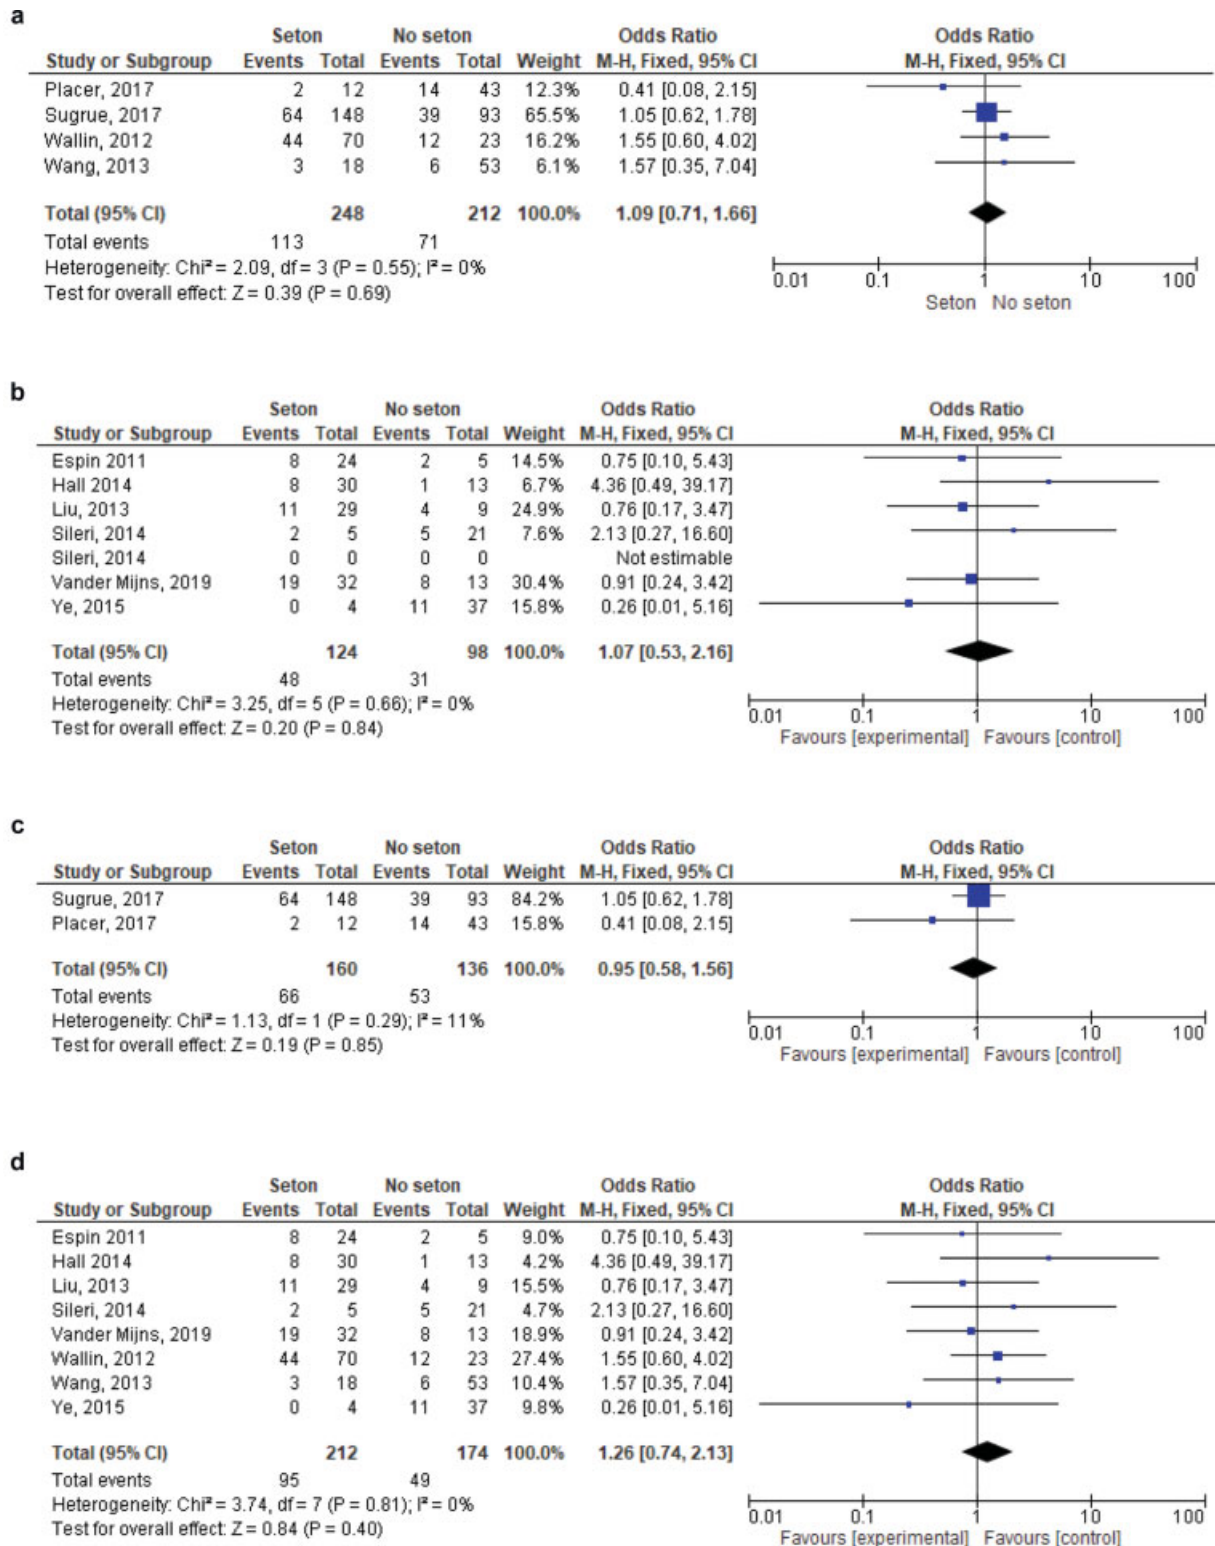 a
Seton No seton Odds Ratio Odds Ratio
Study or Subgroup Events Total Events Total Weight M-H, Fixed, 95% CI M-H, Fixed, 95% CI
Placer, 2017 2 12 14 43 12.3% 0.41 [0.08, 2.15]
Sugrue, 2017 64 148 39 93 65.5% 1.05 [0.62, 1.78]
Wallin, 2012 44 70 12 23 16.2% 1.55 [0.60, 4.02]
Wang, 2013 3 18 6 53 6.1% 1.57 [0.35, 7.04]
Total (95% CI) 248 212 100.0% 1.09 [0.71, 1.66]
Total events 113 71
Heterogeneity: Chi² = 2.09, df = 3 (P = 0.55); I² = 0%
Test for overall effect: Z = 0.39 (P = 0.69)
0.01 0.1 1 10 100
Seton No seton
b
Seton No seton Odds Ratio Odds Ratio
Study or Subgroup Events Total Events Total Weight M-H, Fixed, 95% CI M-H, Fixed, 95% CI
Espin 2011 8 24 2 5 14.5% 0.75 [0.10, 5.43]
Hall 2014 8 30 1 13 6.7% 4.36 [0.49, 39.17]
Liu, 2013 11 29 4 9 24.9% 0.76 [0.17, 3.47]
Sileri, 2014 2 5 5 21 7.6% 2.13 [0.27, 16.60]
Sileri, 2014 0 0 0 0 Not estimable
Vander Mijns, 2019 19 32 8 13 30.4% 0.91 [0.24, 3.42]
Ye, 2015 0 4 11 37 15.8% 0.26 [0.01, 5.16]
Total (95% CI) 124 98 100.0% 1.07 [0.53, 2.16]
Total events 48 31
Heterogeneity: Chi² = 3.25, df = 5 (P = 0.66); I² = 0%
Test for overall effect: Z = 0.20 (P = 0.84)
0.01 0.1 1 10 100
Favours [experimental] Favours [control]
c
Seton No seton Odds Ratio Odds Ratio
Study or Subgroup Events Total Events Total Weight M-H, Fixed, 95% CI M-H, Fixed, 95% CI
Sugrue, 2017 64 148 39 93 84.2% 1.05 [0.62, 1.78]
Placer, 2017 2 12 14 43 15.8% 0.41 [0.08, 2.15]
Total (95% CI) 160 136 100.0% 0.95 [0.58, 1.56]
Total events 66 53
Heterogeneity: Chi² = 1.13, df = 1 (P = 0.29); I² = 11%
Test for overall effect: Z = 0.19 (P = 0.85)
0.01 0.1 1 10 100
Favours [experimental] Favours [control]
d
Seton No seton Odds Ratio Odds Ratio
Study or Subgroup Events Total Events Total Weight M-H, Fixed, 95% CI M-H, Fixed, 95% CI
Espin 2011 8 24 2 5 9.0% 0.75 [0.10, 5.43]
Hall 2014 8 30 1 13 4.2% 4.36 [0.49, 39.17]
Liu, 2013 11 29 4 9 15.5% 0.76 [0.17, 3.47]
Sileri, 2014 2 5 5 21 4.7% 2.13 [0.27, 16.60]
Vander Mijns, 2019 19 32 8 13 18.9% 0.91 [0.24, 3.42]
Wallin, 2012 44 70 12 23 27.4% 1.55 [0.60, 4.02]
Wang, 2013 3 18 6 53 10.4% 1.57 [0.35, 7.04]
Ye, 2015 0 4 11 37 9.8% 0.26 [0.01, 5.16]
Total (95% CI) 212 174 100.0% 1.26 [0.74, 2.13]
Total events 95 49
Heterogeneity: Chi² = 3.74, df = 7 (P = 0.81); I² = 0%
Test for overall effect: Z = 0.84 (P = 0.40)
0.01 0.1 1 10 100
Favours [experimental] Favours [control]